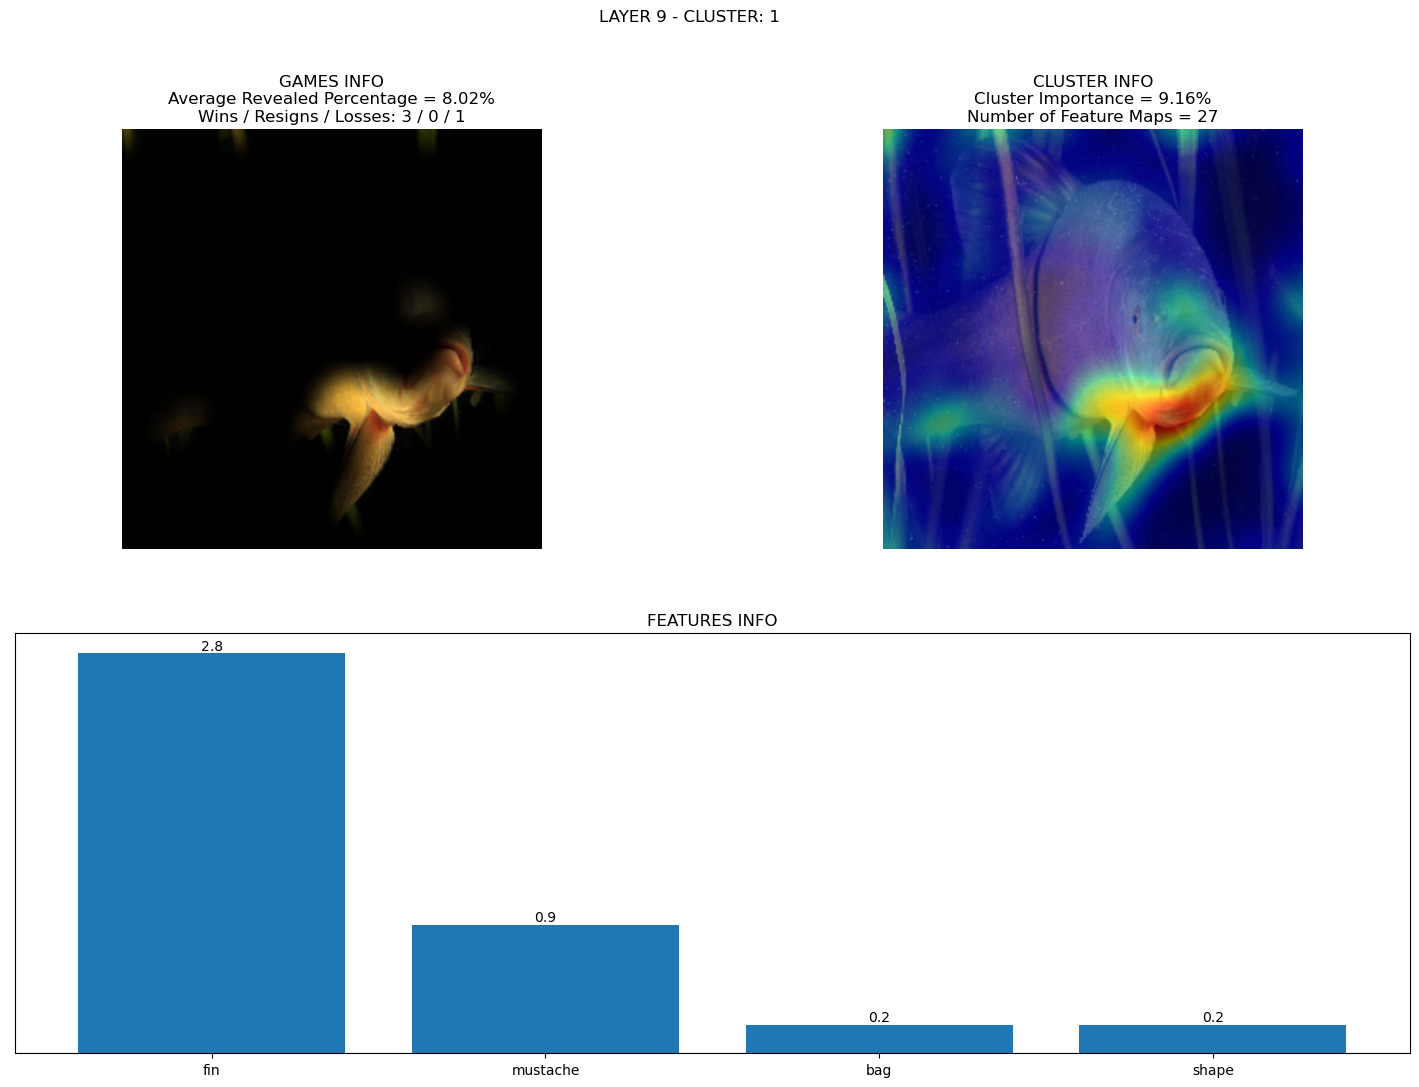 LAYER 9 - CLUSTER: 1
GAMES INFO
Average Revealed Percentage = 8.02%
Wins / Resigns / Losses: 3 / 0 / 1
CLUSTER INFO
Cluster Importance = 9.16%
Number of Feature Maps = 27
FEATURES INFO
2.8
0.9
0.2
0.2
fin
mustache
bag
shape